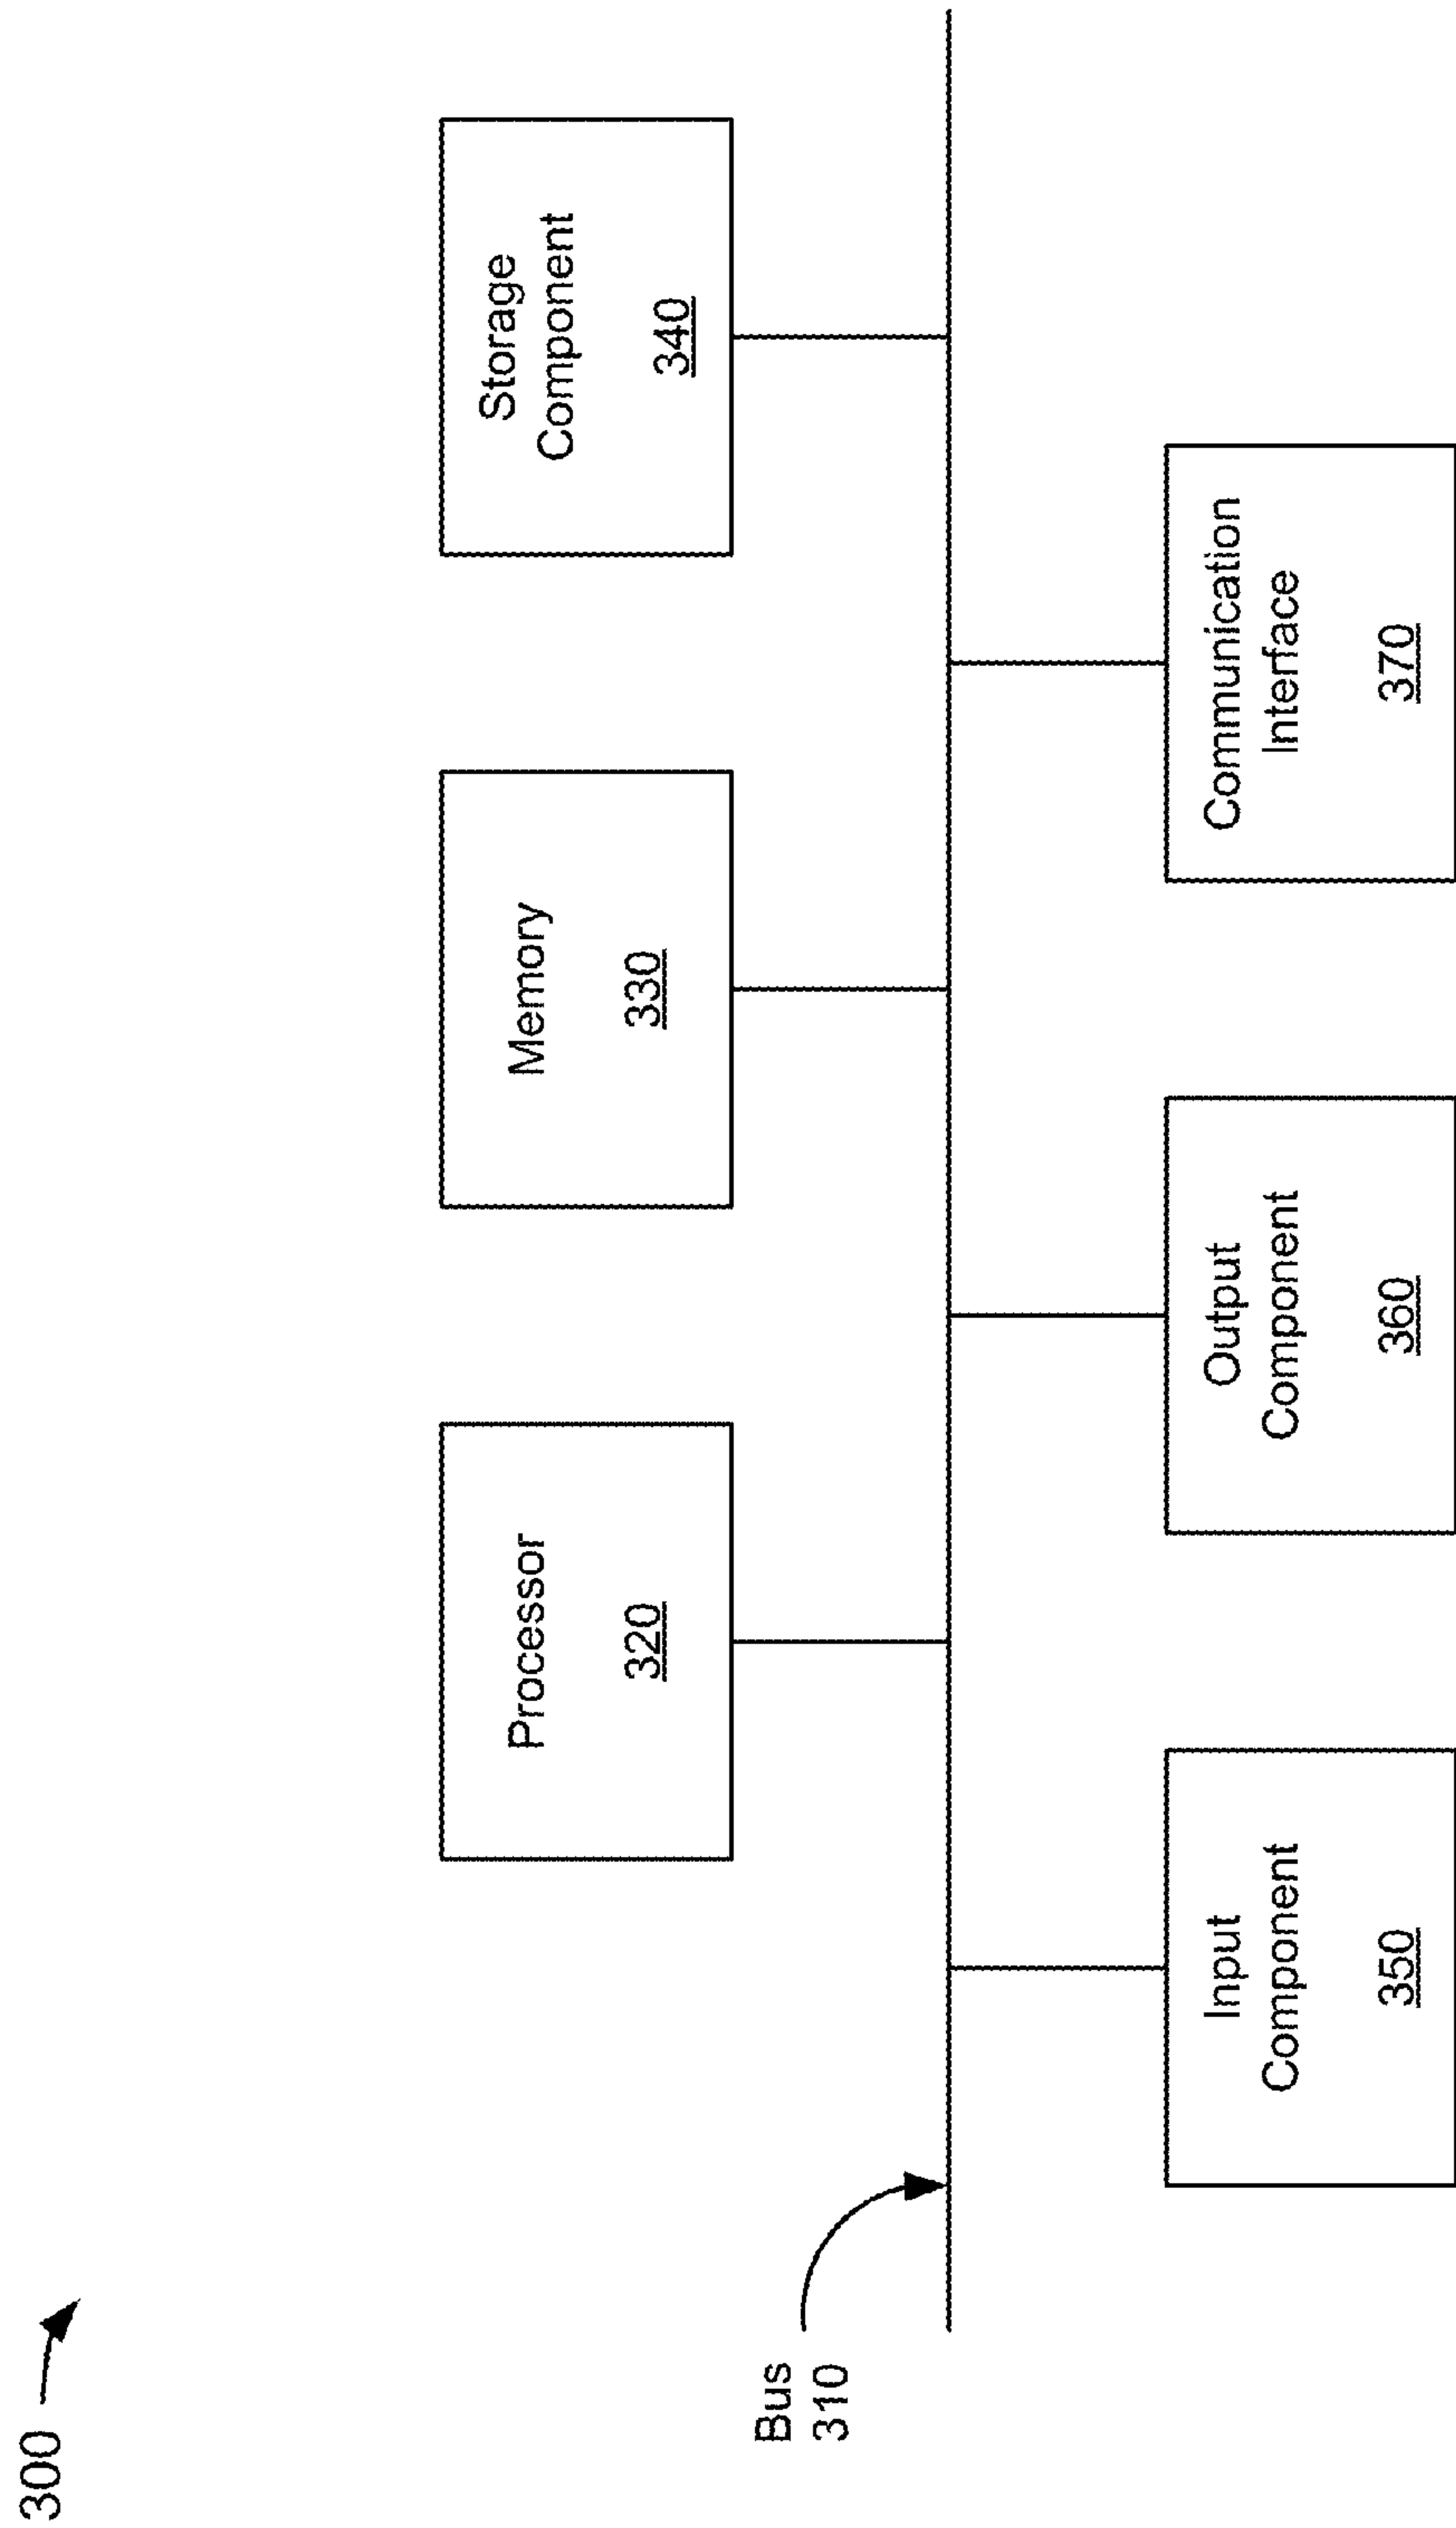 300
Processor
320
Memory
330
Storage
Component
340
Bus
310
Input
Component
350
Output
Component
360
Communication
Interface
370